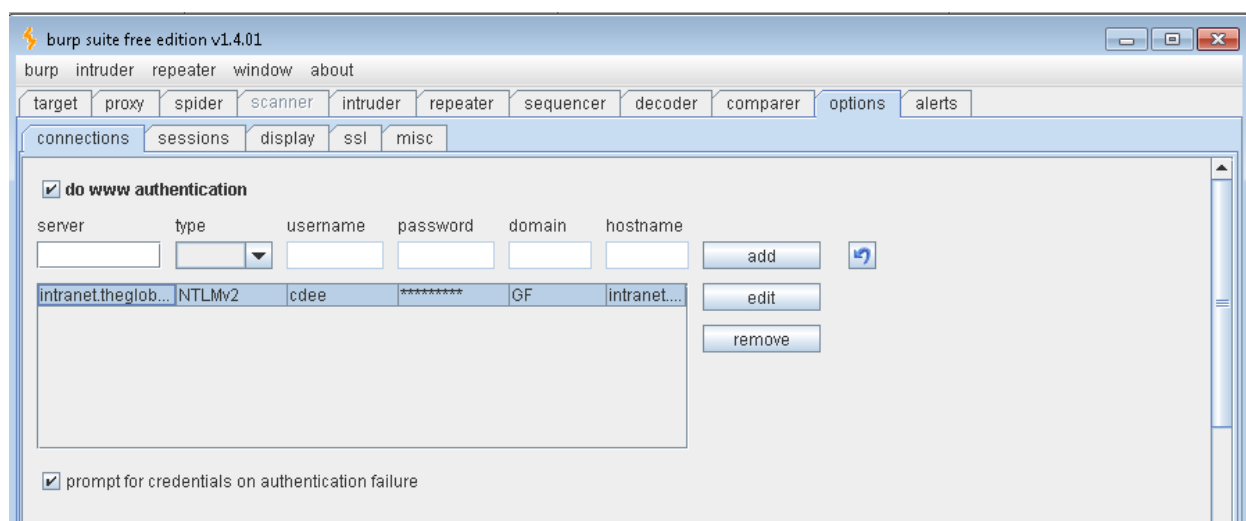 burp suite free edition v1.4.01
burp intruder repeater window about
target proxy spider scanner intruder repeater sequencer decoder comparer options alerts
connections sessions display ssl misc
do www authentication
server type username password domain hostname
add
intranet.theglob... NTLMv2 cdee ********* GF intranet....
edit
remove
prompt for credentials on authentication failure